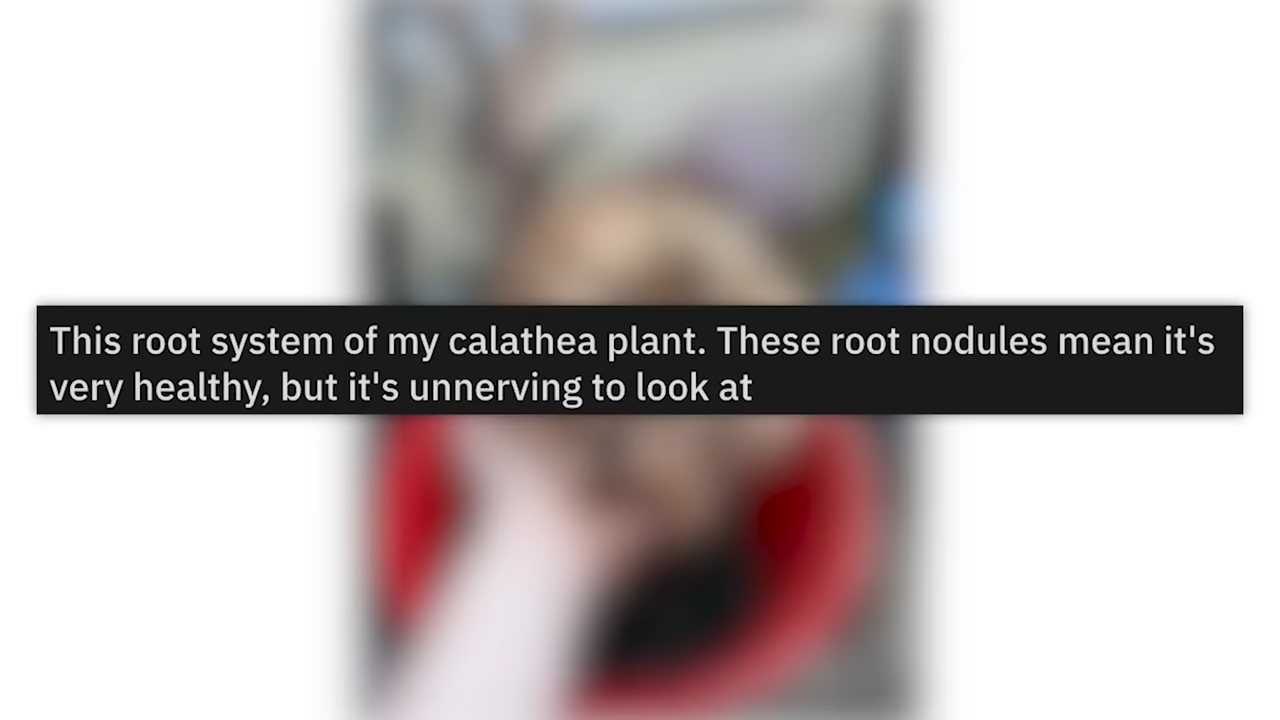 This root system of my calathea plant. These root nodules mean it's
very healthy, but it's unnerving to look at